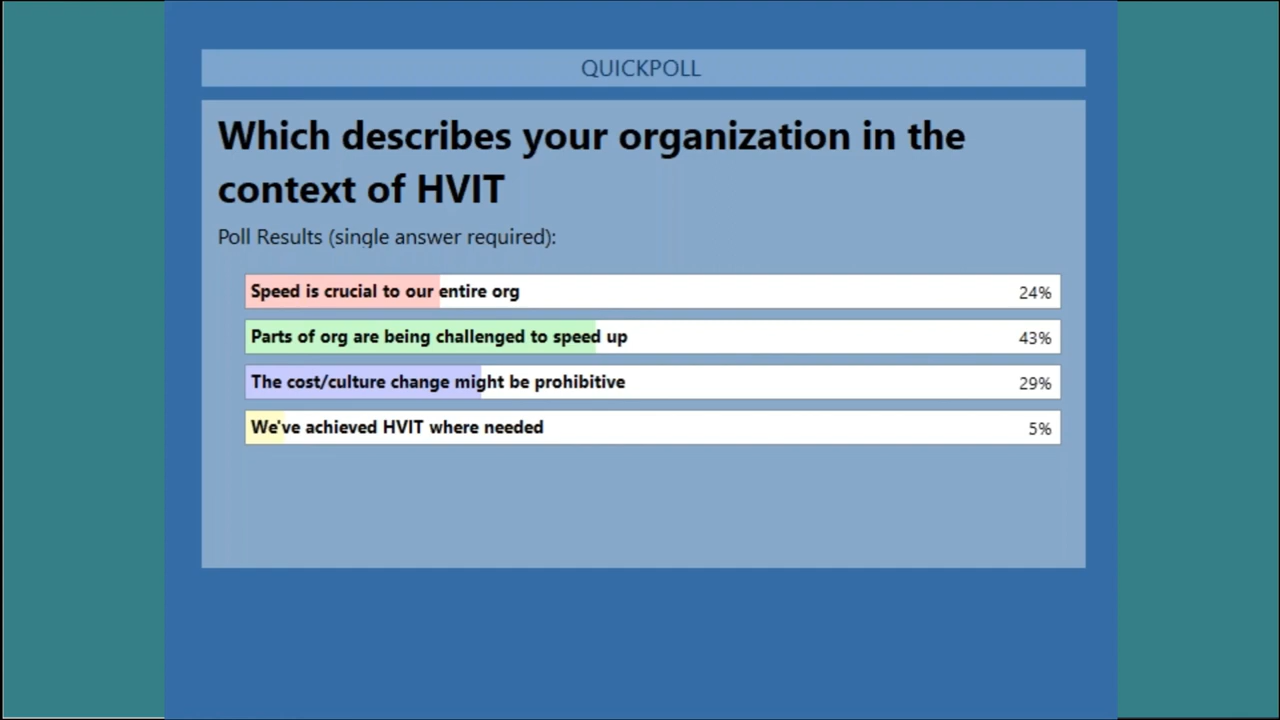 QUICKPOLL
Which describes your organization in the
context of HVIT
Poll Results (single answer required):
Speed is crucial to our entire org 24%
Parts of org are being challenged to speed up 43%
The cost/culture change might be prohibitive 29%
We've achieved HVIT where needed 5%